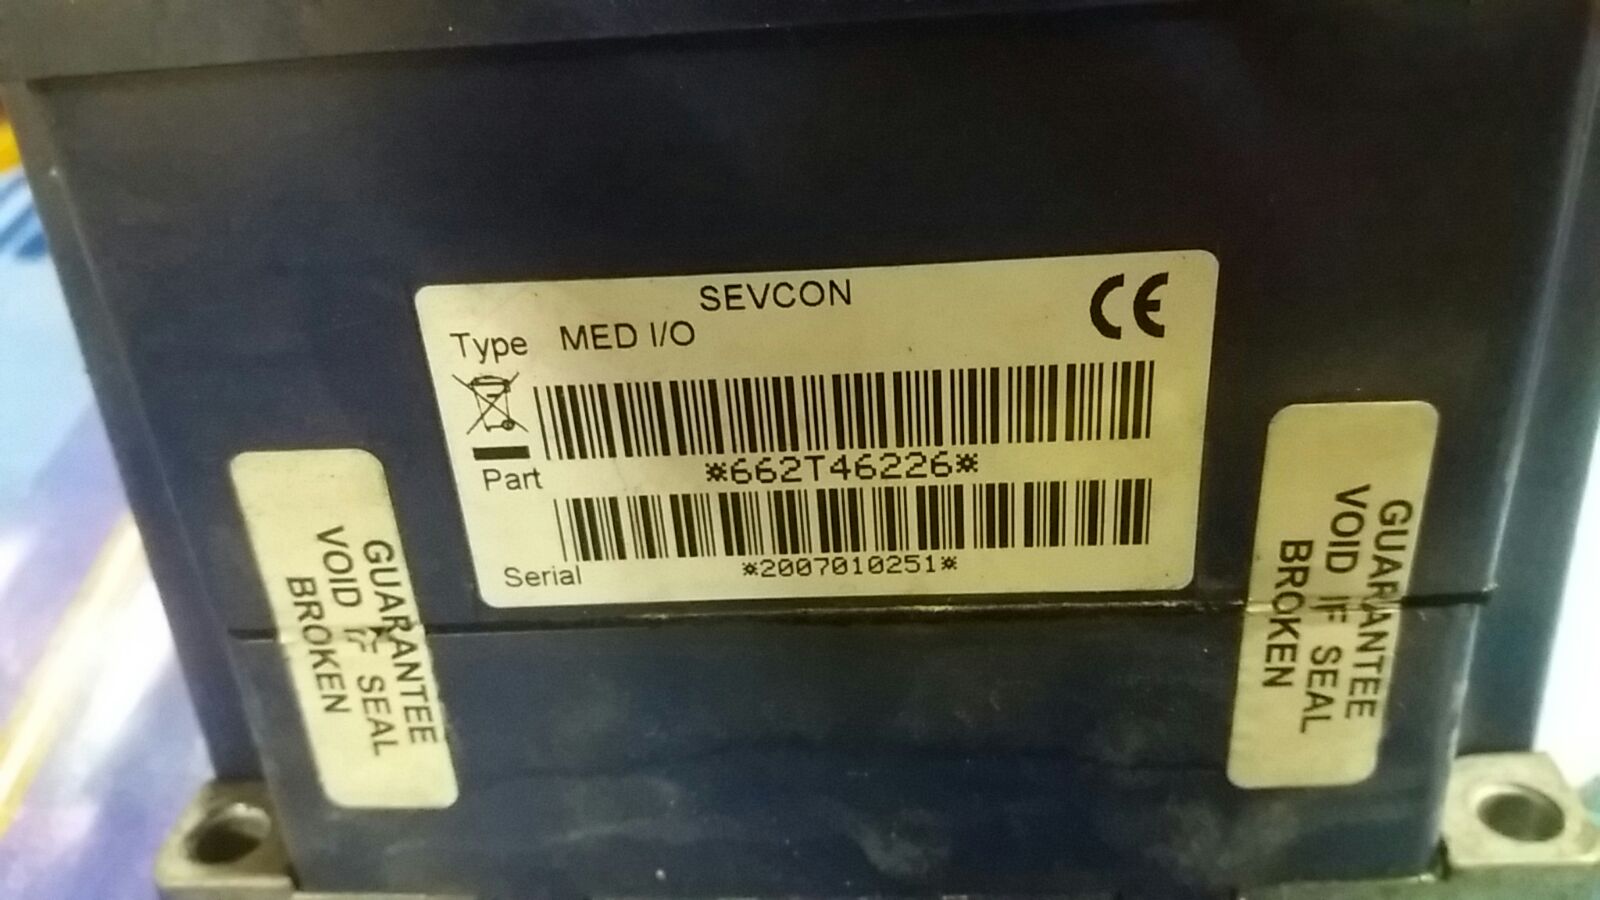 SEVCON
CE
Type MED I/O
Part
*662T46226*
Serial
*2007010251*
GUARANTEE
VOID IF SEAL
BROKEN
GUARANTEE
VOID IF SEAL
BROKEN